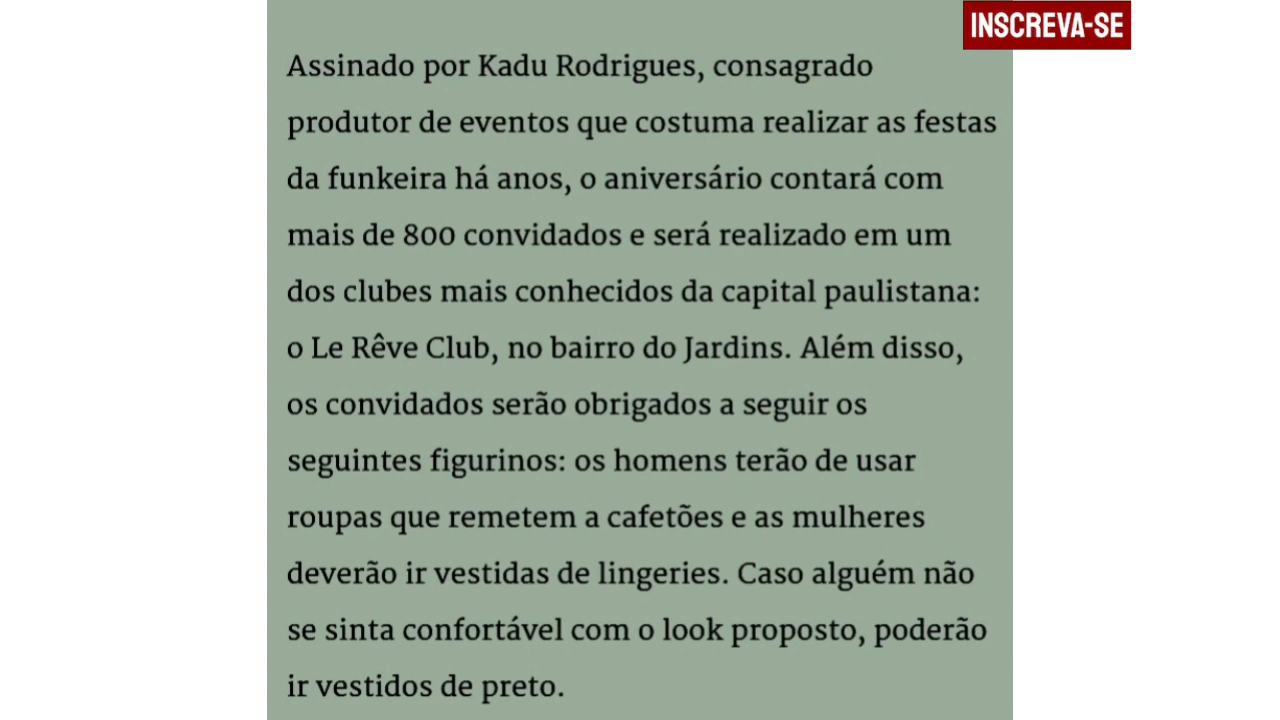 INSCREVA-SE
Assinado por Kadu Rodrigues, consagrado
produtor de eventos que costuma realizar as festas
da funkeira há anos, o aniversário contará com
mais de 800 convidados e será realizado em um
dos clubes mais conhecidos da capital paulistana:
o Le Rêve Club, no bairro do Jardins. Além disso,
os convidados serão obrigados a seguir os
seguintes figurinos: os homens terão de usar
roupas que remetem a cafetões e as mulheres
deverão ir vestidas de lingeries. Caso alguém não
se sinta confortável com o look proposto, poderão
ir vestidos de preto.